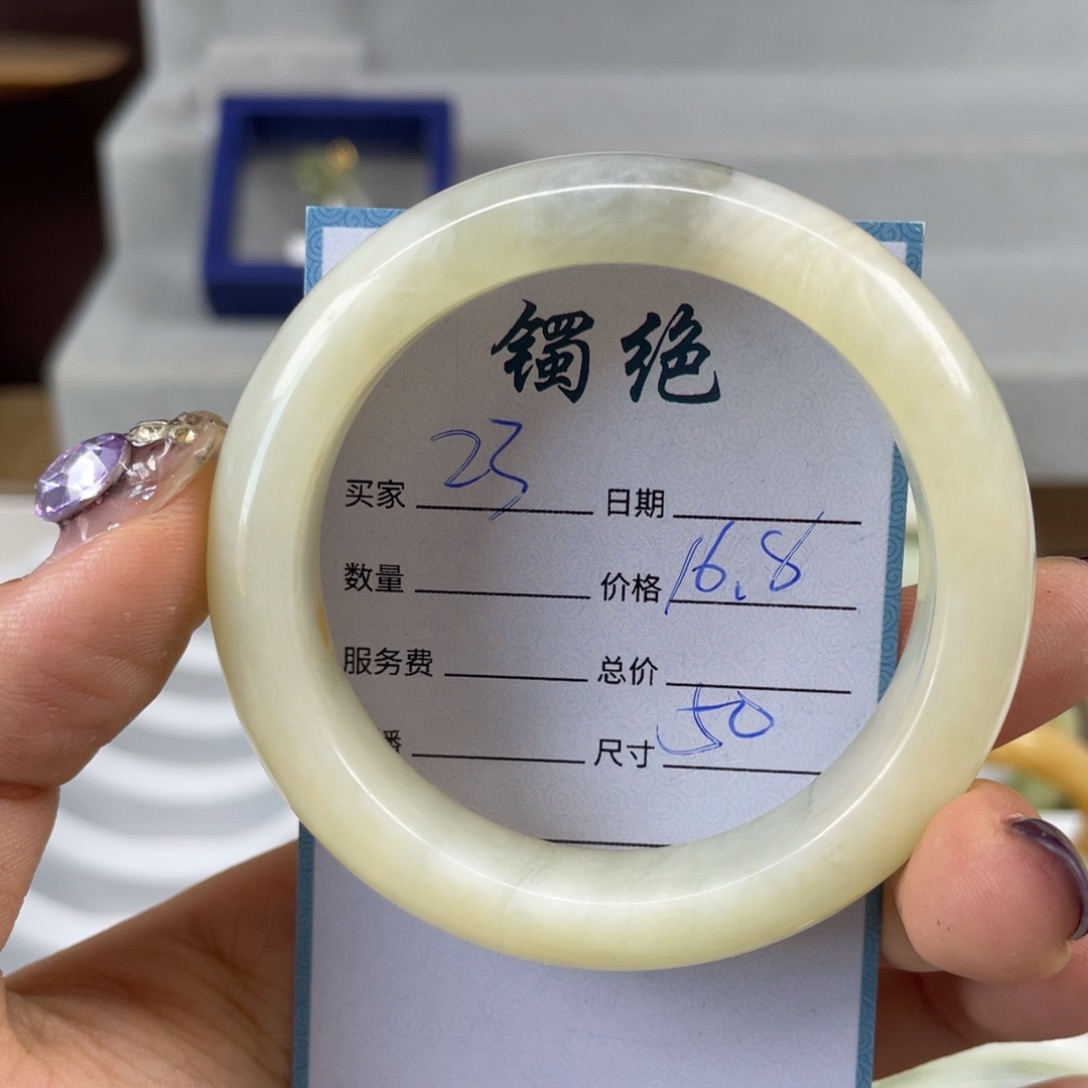 镯绝
买家 23 日期
数量 价格 16.8
服务费 总价
播 尺寸 50